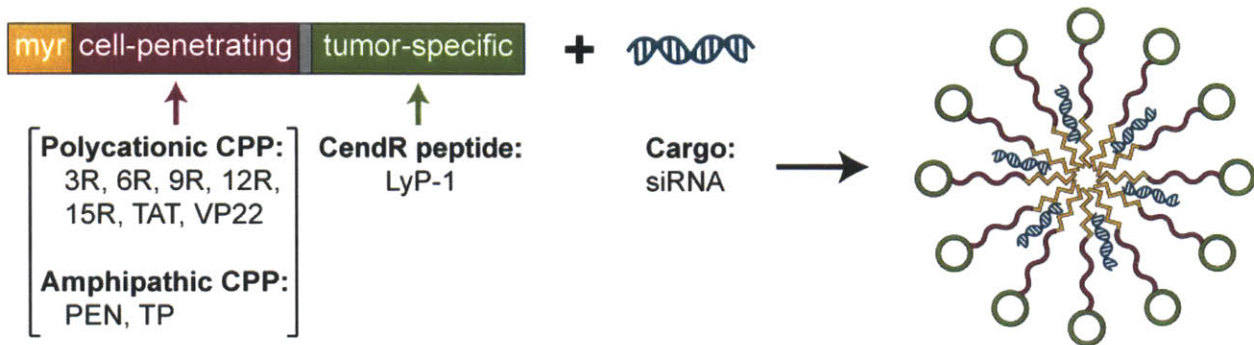 myr cell-penetrating tumor-specific +
Polycationic CPP:
3R, 6R, 9R, 12R,
15R, TAT, VP22
Amphipathic CPP:
PEN, TP
CendR peptide:
LyP-1
Cargo:
siRNA